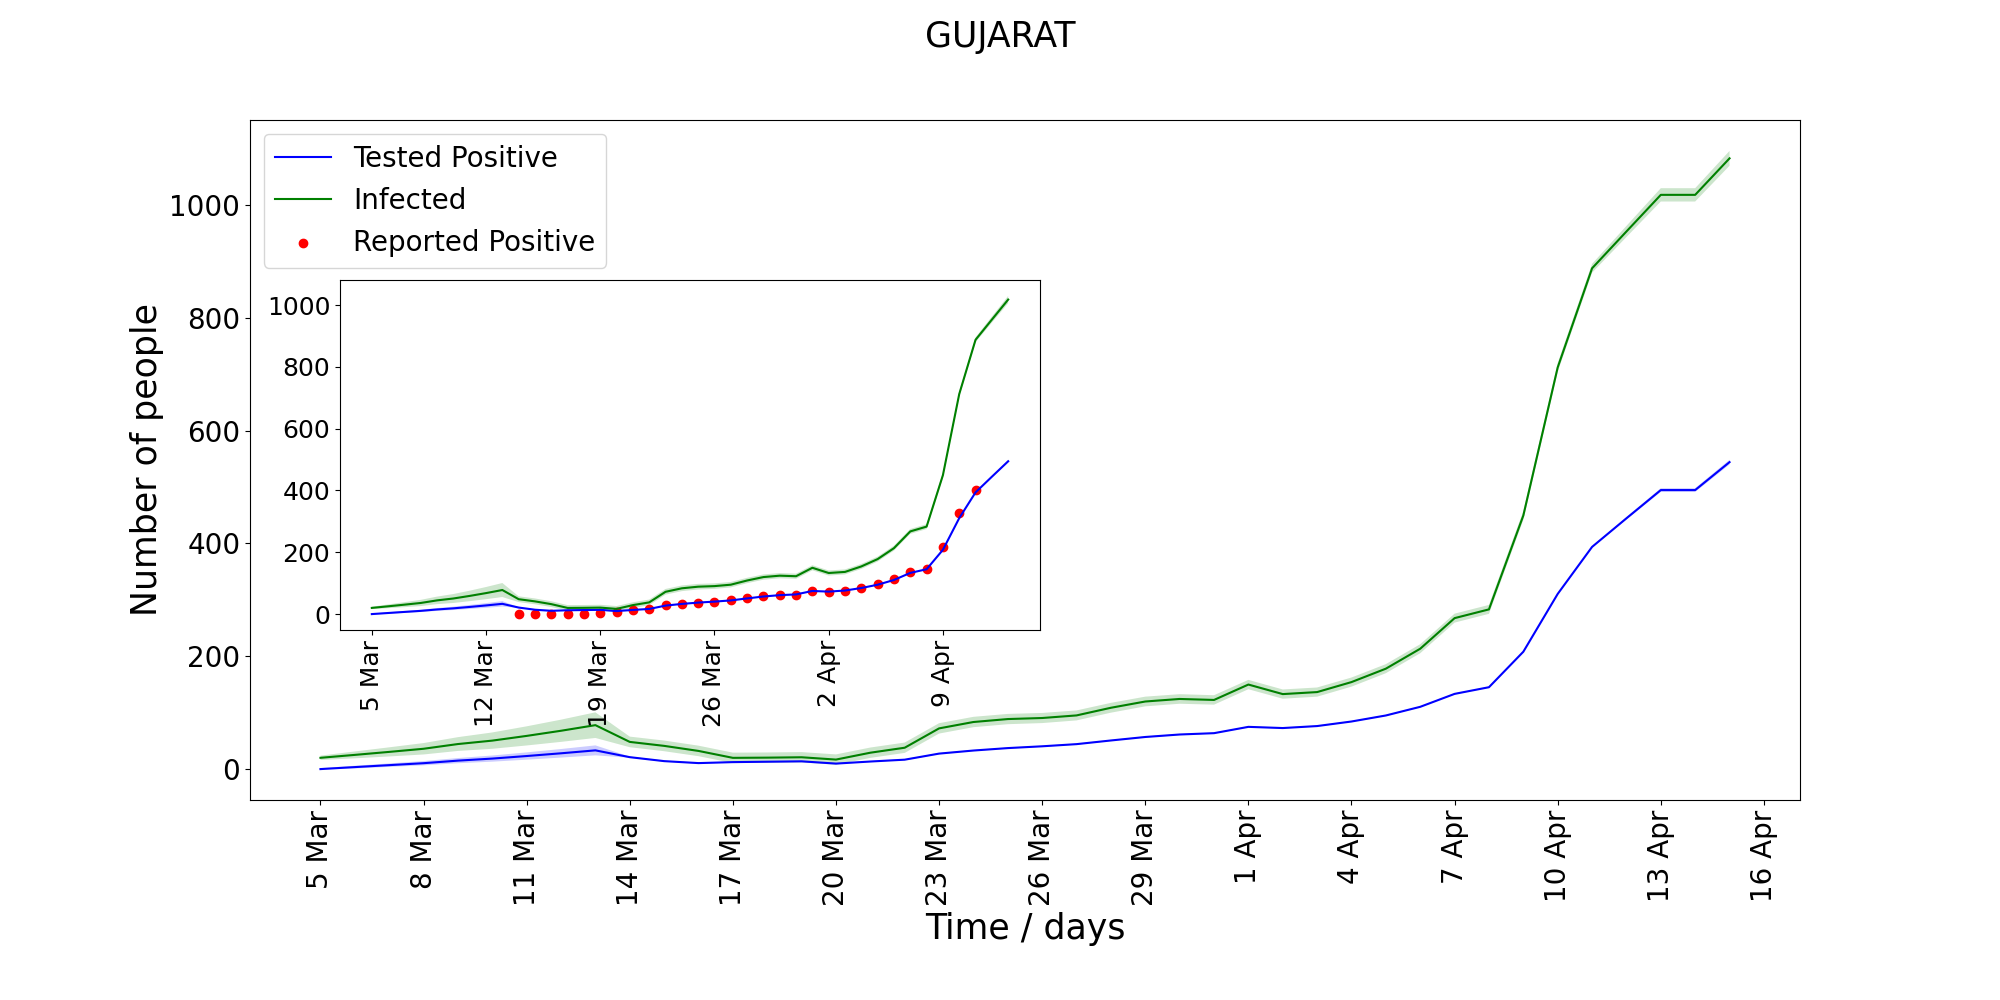 GUJARAT
Tested Positive
Infected
Reported Positive
Number of people
1000
800
600
400
200
0
1000
800
600
400
200
0
5 Mar
12 Mar
19 Mar
26 Mar
2 Apr
9 Apr
5 Mar
8 Mar
11 Mar
14 Mar
17 Mar
20 Mar
23 Mar
26 Mar
29 Mar
1 Apr
4 Apr
7 Apr
10 Apr
13 Apr
16 Apr
Time / days